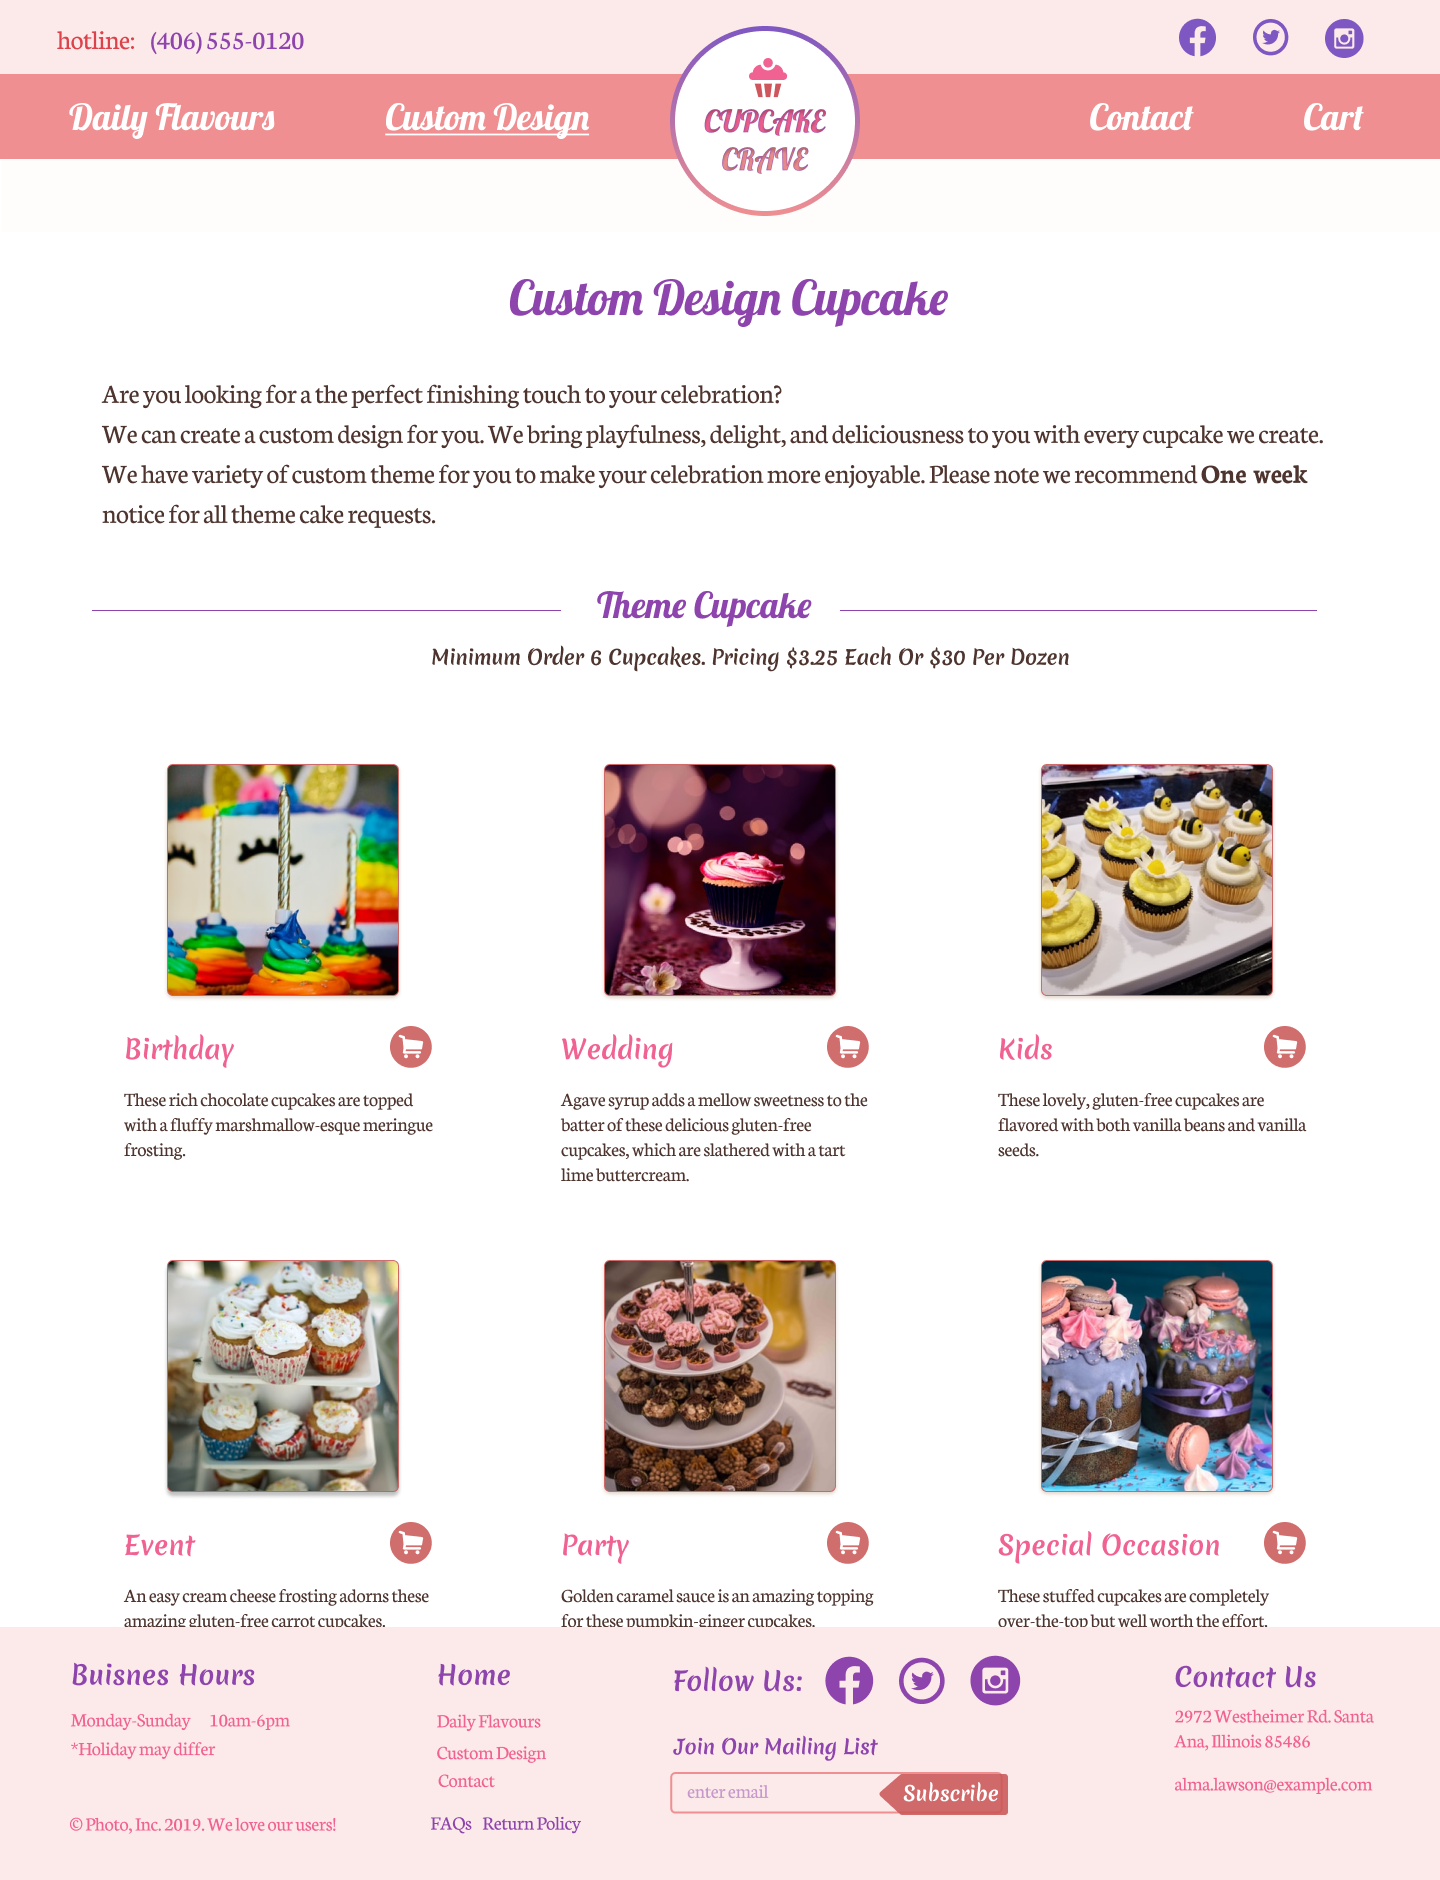 hotline: (406) 555-0120
Daily Flavours
Custom Design
CUPCAKE
CRAVE
Contact
Cart
Custom Design Cupcake
Are you looking for a the perfect finishing touch to your celebration?
We can create a custom design for you. We bring playfulness, delight, and deliciousness to you with every cupcake we create.
We have variety of custom theme for you to make your celebration more enjoyable. Please note we recommend One week
notice for all theme cake requests.
Theme Cupcake
Minimum Order 6 Cupcakes. Pricing $3.25 Each Or $30 Per Dozen
Birthday
These rich chocolate cupcakes are topped
with a fluffy marshmallow-esque meringue
frosting.
Wedding
Agave syrup adds a mellow sweetness to the
batter of these delicious gluten-free
cupcakes, which are slathered with a tart
lime buttercream.
Kids
These lovely, gluten-free cupcakes are
flavored with both vanilla beans and vanilla
seeds.
Event
An easy cream cheese frosting adorns these
amazing gluten-free carrot cupcakes.
Party
Golden caramel sauce is an amazing topping
for these pumpkin-ginger cupcakes.
Special Occasion
These stuffed cupcakes are completely
over-the-top but well worth the effort.
Buisnes Hours
Monday-Sunday 10am-6pm
*Holiday may differ
© Photo, Inc. 2019. We love our users!
Home
Daily Flavours
Custom Design
Contact
FAQs Return Policy
Follow Us:
Join Our Mailing List
enter email
Subscribe
Contact Us
2972 Westheimer Rd. Santa
Ana, Illinois 85486
alma.lawson@example.com